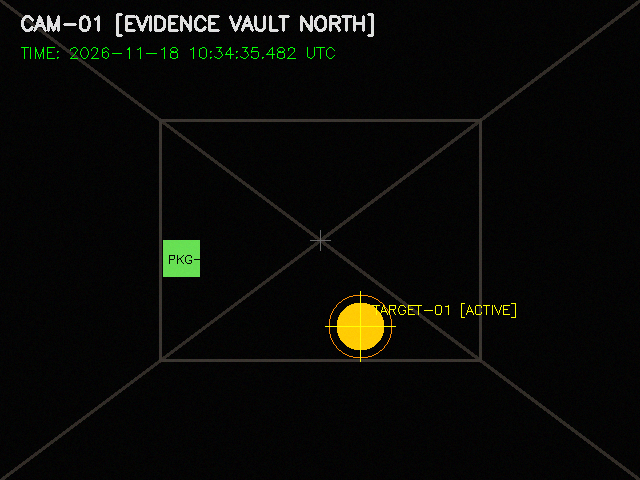 CAM-01 [EVIDENCE VAULT NORTH]
TIME: 2026-11-18 10:34:35.482 UTC
PKG-
TARGET-01 [ACTIVE]